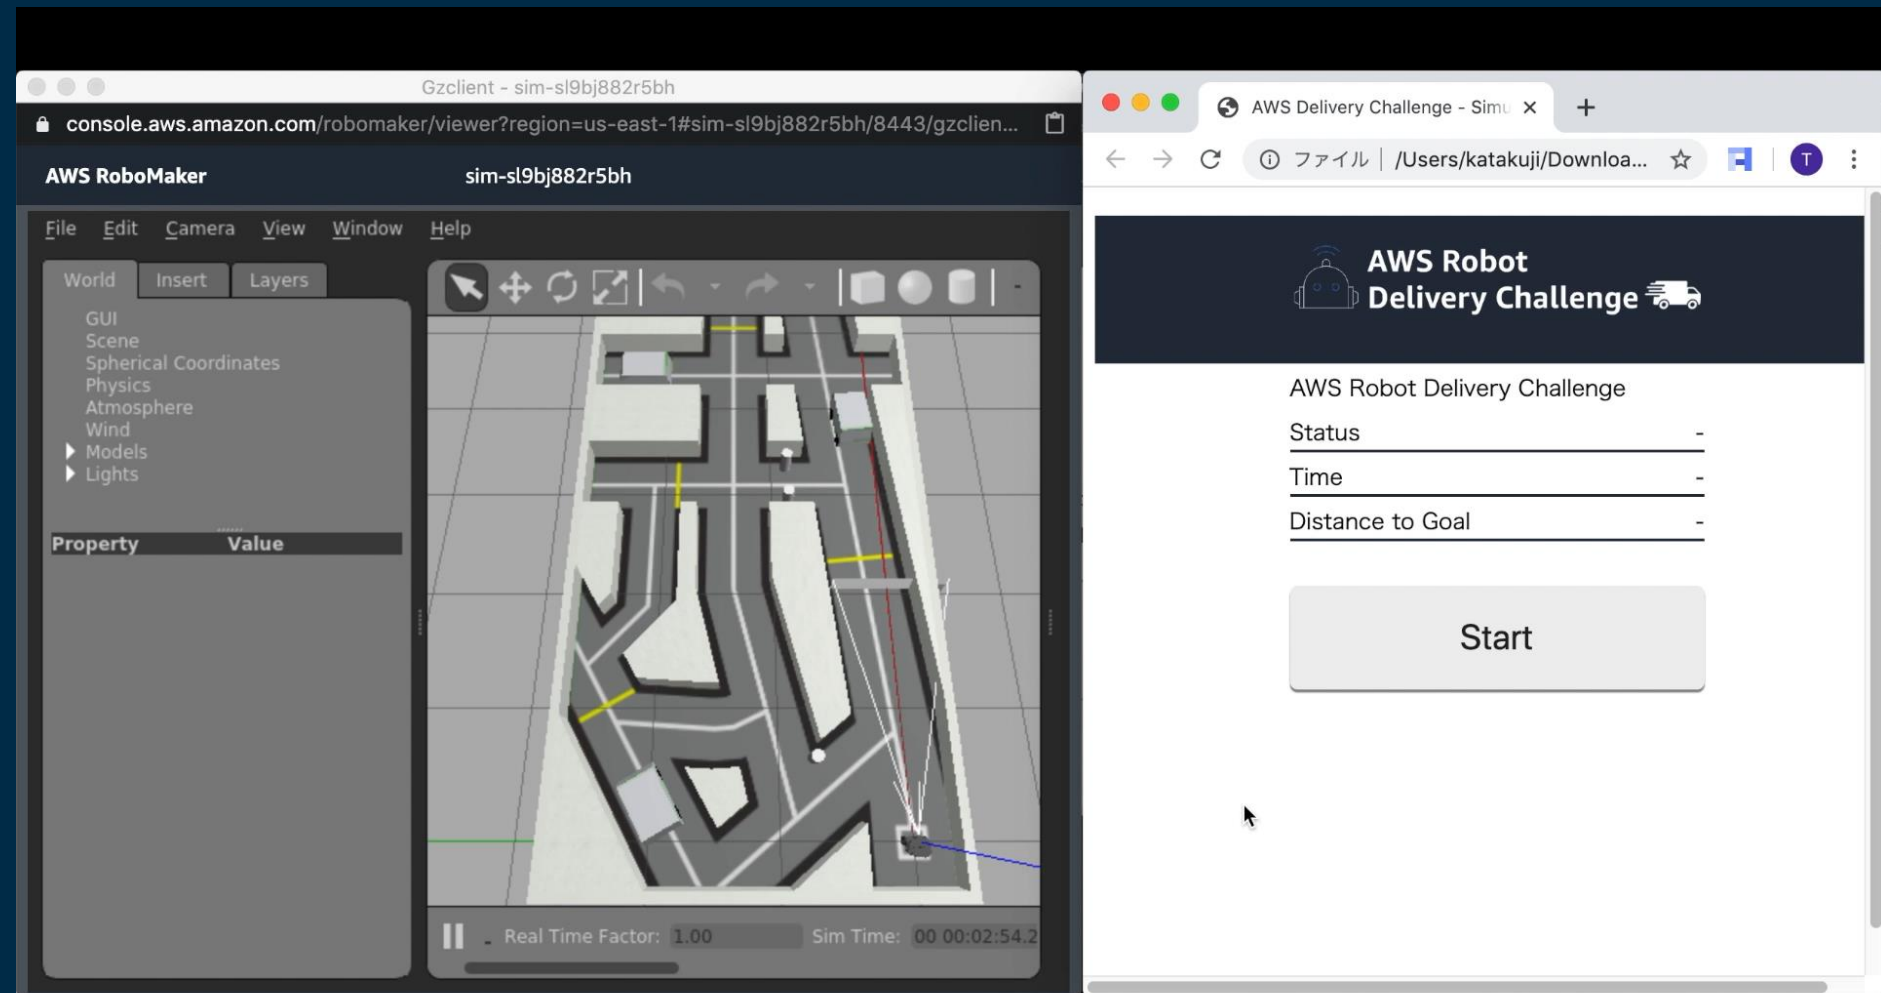 Gzclient - sim-sl9bj882r5bh
console.aws.amazon.com/robomaker/viewer?region=us-east-1#sim-sl9bj882r5bh/8443/gzclien...
AWS RoboMaker
sim-sl9bj882r5bh
File Edit Camera View Window Help
World Insert Layers
GUI
Scene
Spherical Coordinates
Physics
Atmosphere
Wind
Models
Lights
Property Value
Real Time Factor: 1.00 Sim Time: 00 00:02:54.2
AWS Delivery Challenge - Simu
ファイル | /Users/katakuji/Downloa...
T
AWS Robot
Delivery Challenge
AWS Robot Delivery Challenge
Status -
Time -
Distance to Goal -
Start